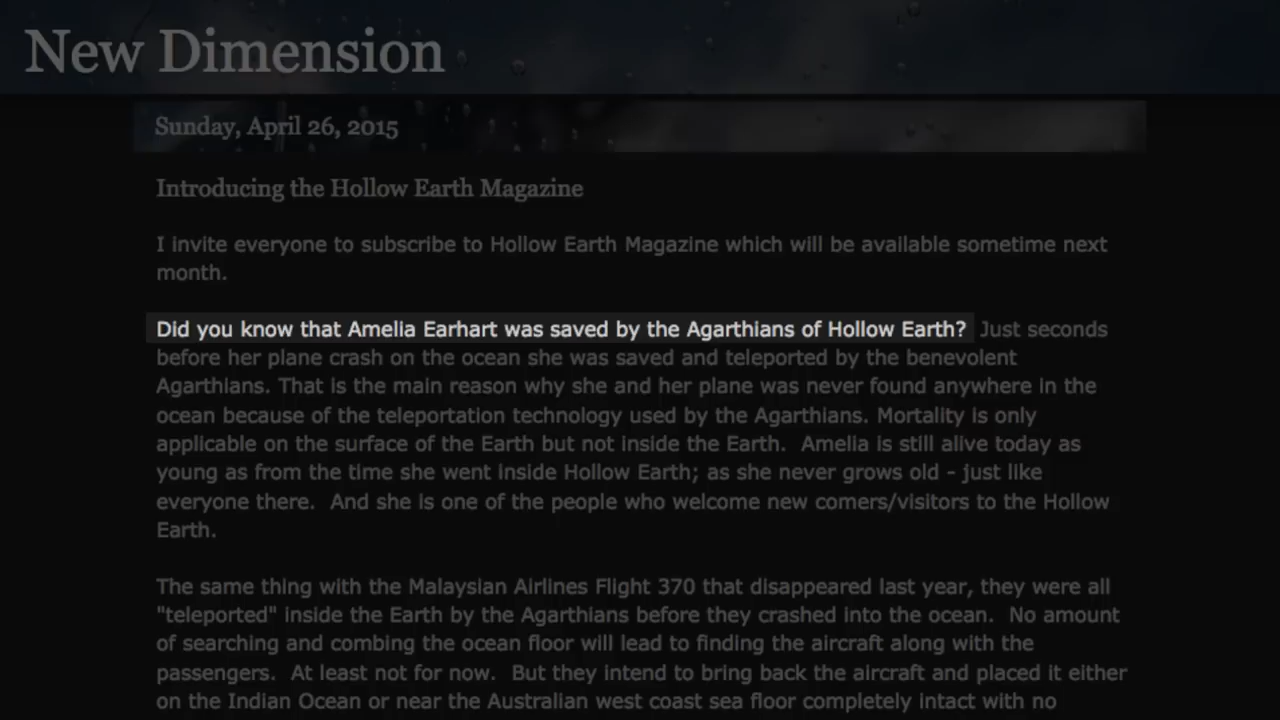 New Dimension
Sunday, April 26, 2015
Introducing the Hollow Earth Magazine
I invite everyone to subscribe to Hollow Earth Magazine which will be available sometime next
month.
Did you know that Amelia Earhart was saved by the Agarthians of Hollow Earth? Just seconds
before her plane crash on the ocean she was saved and teleported by the benevolent
Agarthians. That is the main reason why she and her plane was never found anywhere in the
ocean because of the teleportation technology used by the Agarthians. Mortality is only
applicable on the surface of the Earth but not inside the Earth. Amelia is still alive today as
young as from the time she went inside Hollow Earth; as she never grows old - just like
everyone there. And she is one of the people who welcome new comers/visitors to the Hollow
Earth.
The same thing with the Malaysian Airlines Flight 370 that disappeared last year, they were all
"teleported" inside the Earth by the Agarthians before they crashed into the ocean. No amount
of searching and combing the ocean floor will lead to finding the aircraft along with the
passengers. At least not for now. But they intend to bring back the aircraft and placed it either
on the Indian Ocean or near the Australian west coast sea floor completely intact with no